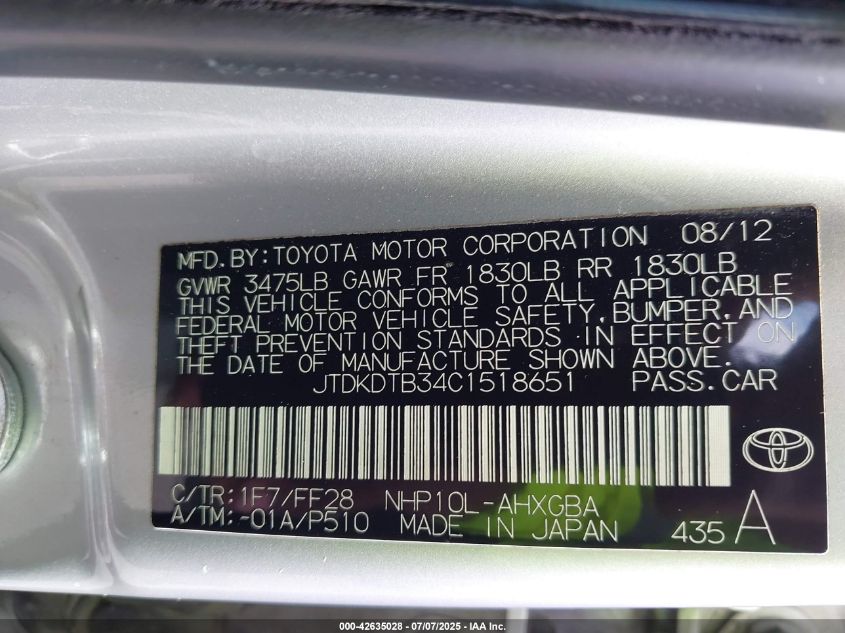 MFD. BY: TOYOTA MOTOR CORPORATION 08/12
GVWR 3475LB GAWR FR 1830LB RR 1830LB
THIS VEHICLE CONFORMS TO ALL APPLICABLE
FEDERAL MOTOR VEHICLE SAFETY, BUMPER, AND
THEFT PREVENTION STANDARDS IN EFFECT ON
THE DATE OF MANUFACTURE SHOWN ABOVE.
JTDKDTB34C1518651 PASS. CAR
C/TR: 1F7/FF28 NHP10L-AHXGBA
A/TM: -01A/P510 MADE IN JAPAN 435 A
000-42635028 - 07/07/2025 - IAA Inc.